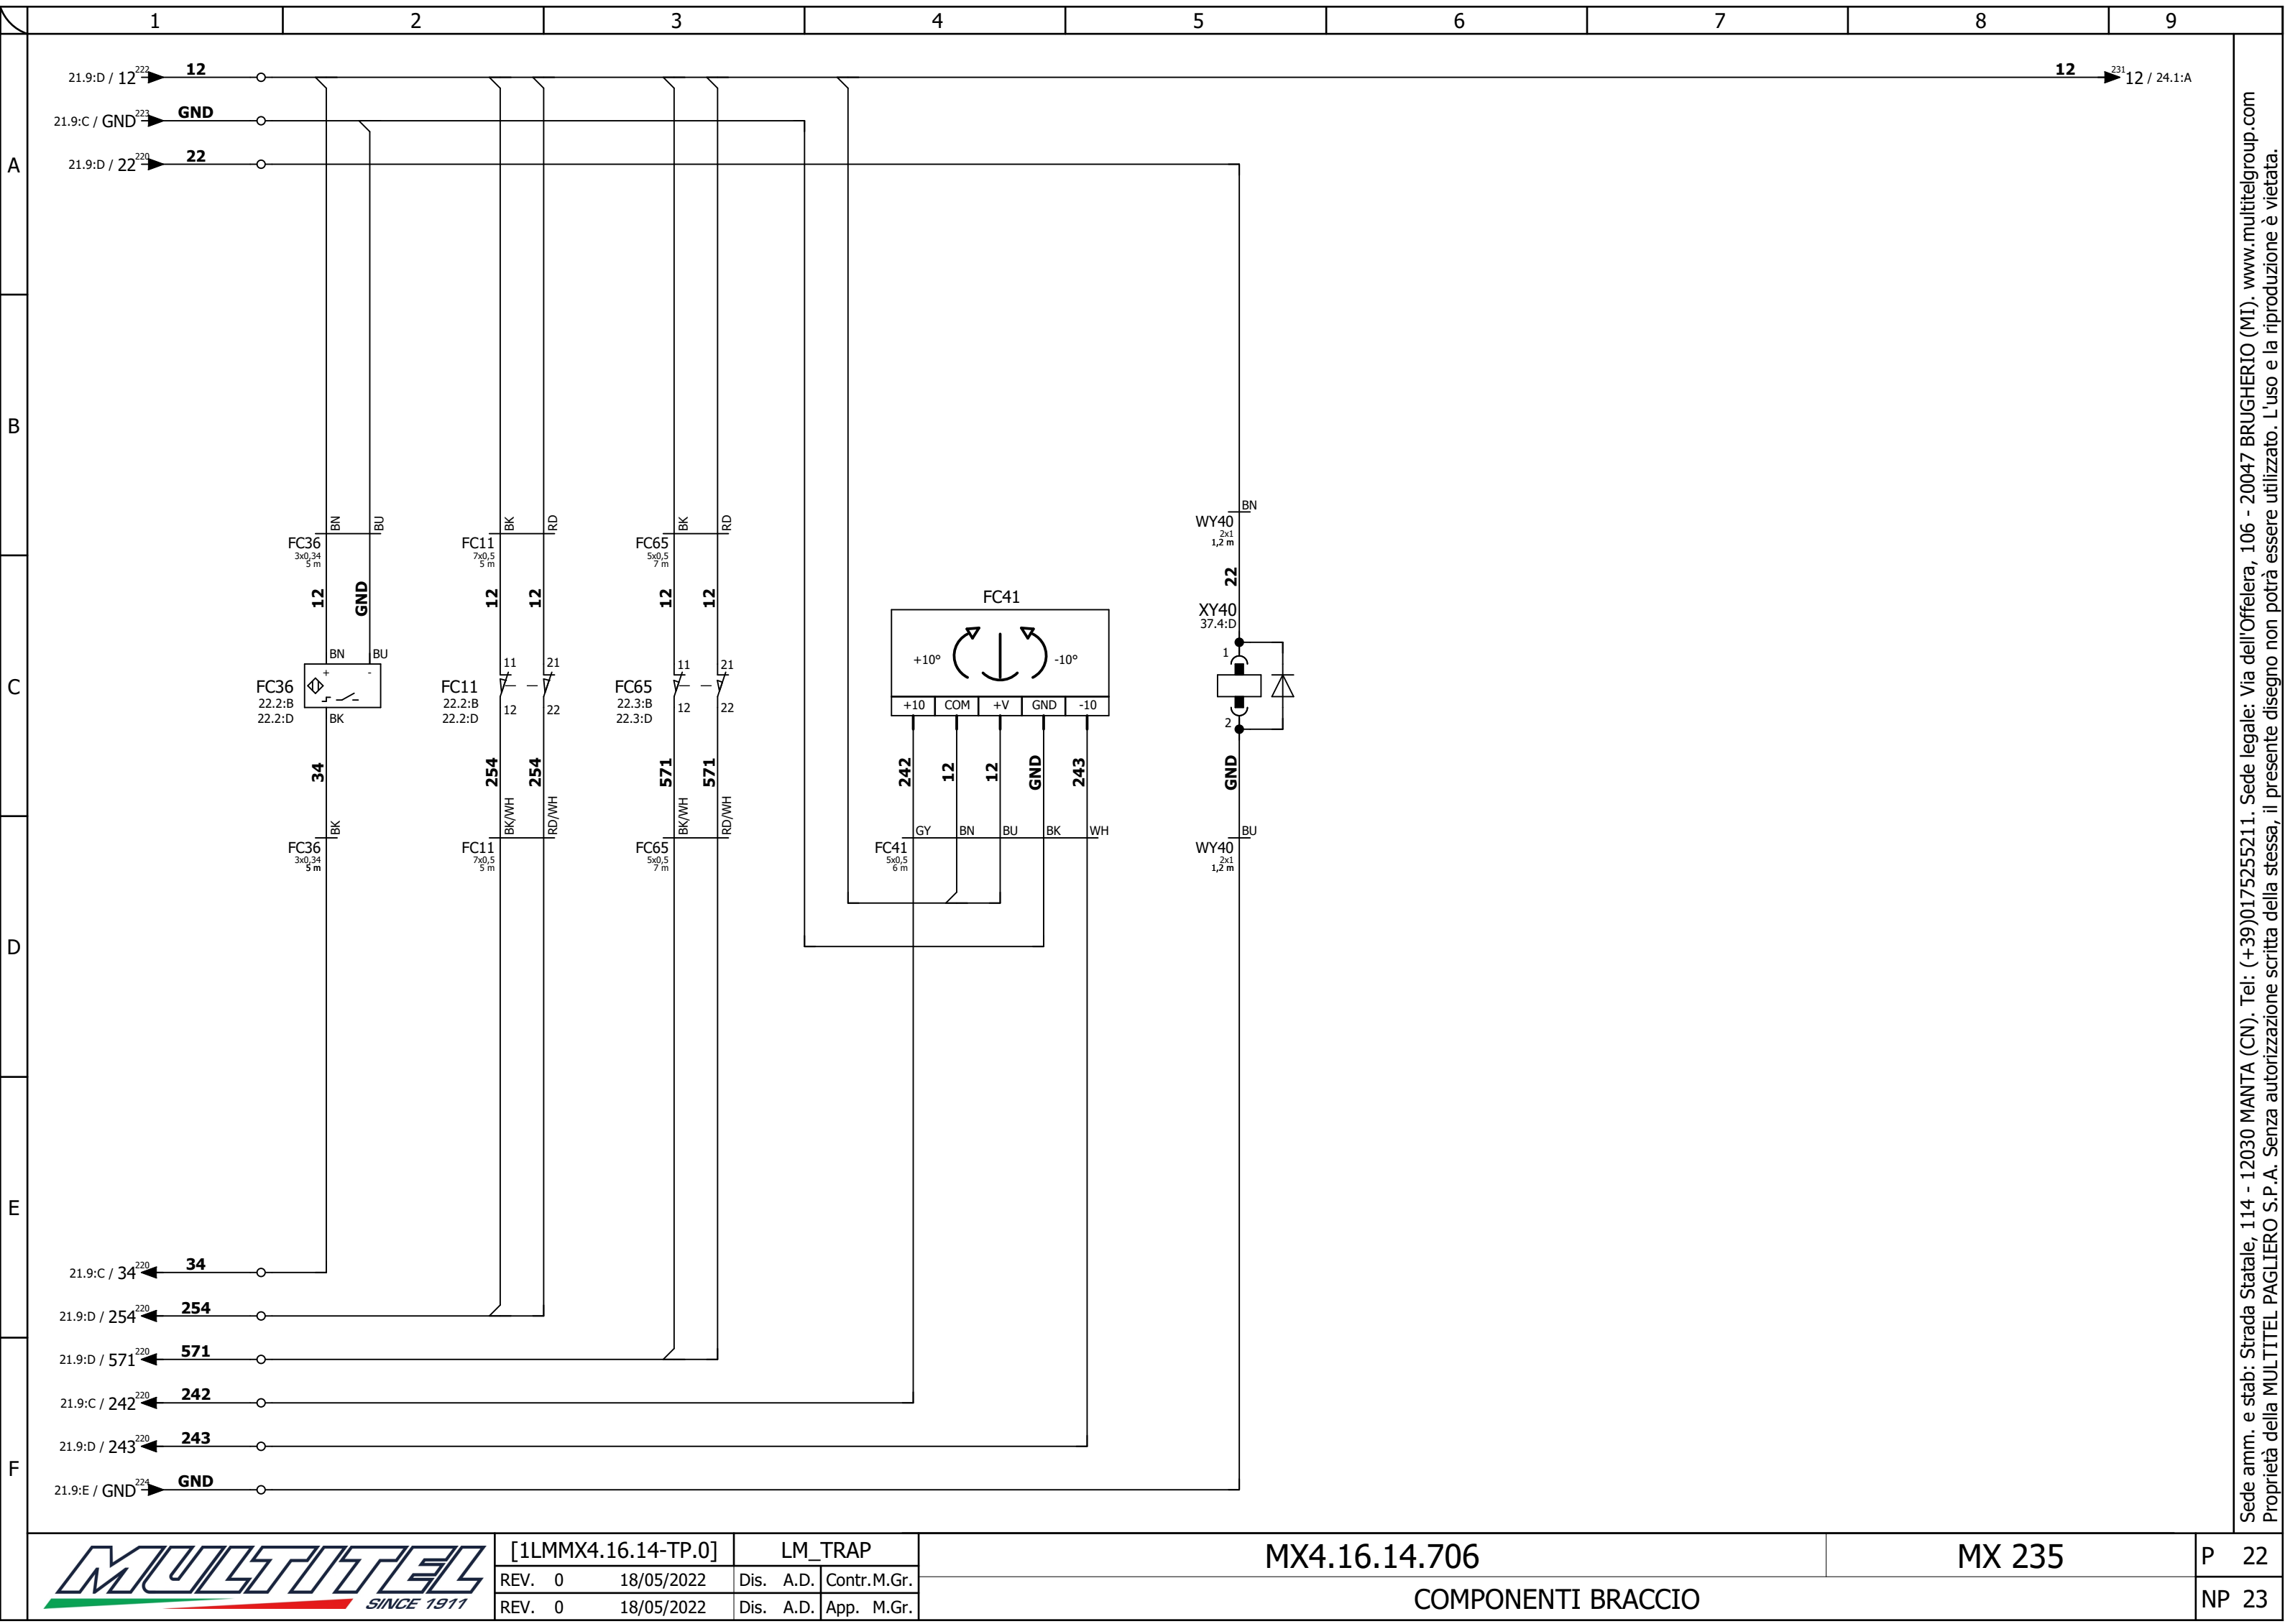 1 2 3 4 5 6 7 8 9
A
B
C
D
E
F
21.9:D / 12 222 12
12 231 12 / 24.1:A
21.9:C / GND 223 GND
21.9:D / 22 220 22
BN BU
FC36
3x0,34
5 m
12 GND
BN BU
+ -
FC36
22.2:B
22.2:D
BK
34
BK
FC36
3x0,34
5 m
BK RD
FC11
7x0,5
5 m
12 12
11 21
FC11
22.2:B
22.2:D
12 22
254 254
BK/WH RD/WH
FC11
7x0,5
5 m
BK RD
FC65
5x0,5
7 m
12 12
11 21
FC65
22.3:B
22.3:D
12 22
571 571
BK/WH RD/WH
FC65
5x0,5
7 m
FC41
+10° -10°
+10 COM +V GND -10
242 12 12 GND 243
GY BN BU BK WH
FC41
5x0,5
6 m
BN
WY40
2x1
1,2 m
22
XY40
37.4:D
1
2
GND
BU
WY40
2x1
1,2 m
21.9:C / 34 220 34
21.9:D / 254 220 254
21.9:D / 571 220 571
21.9:C / 242 220 242
21.9:D / 243 220 243
21.9:E / GND 224 GND
Sede amm. e stab: Strada Statale, 114 - 12030 MANTA (CN). Tel: (+39)0175255211. Sede legale: Via dell'Offelera, 106 - 20047 BRUGHERIO (MI). www.multitelgroup.com
Proprietà della MULTITEL PAGLIERO S.P.A. Senza autorizzazione scritta della stessa, il presente disegno non potrà essere utilizzato. L'uso e la riproduzione è vietata.
MULTITEL
SINCE 1911
[1LMMX4.16.14-TP.0] LM_TRAP
REV. 0 18/05/2022 Dis. A.D. Contr.M.Gr.
REV. 0 18/05/2022 Dis. A.D. App. M.Gr.
MX4.16.14.706
MX 235
COMPONENTI BRACCIO
P 22
NP 23